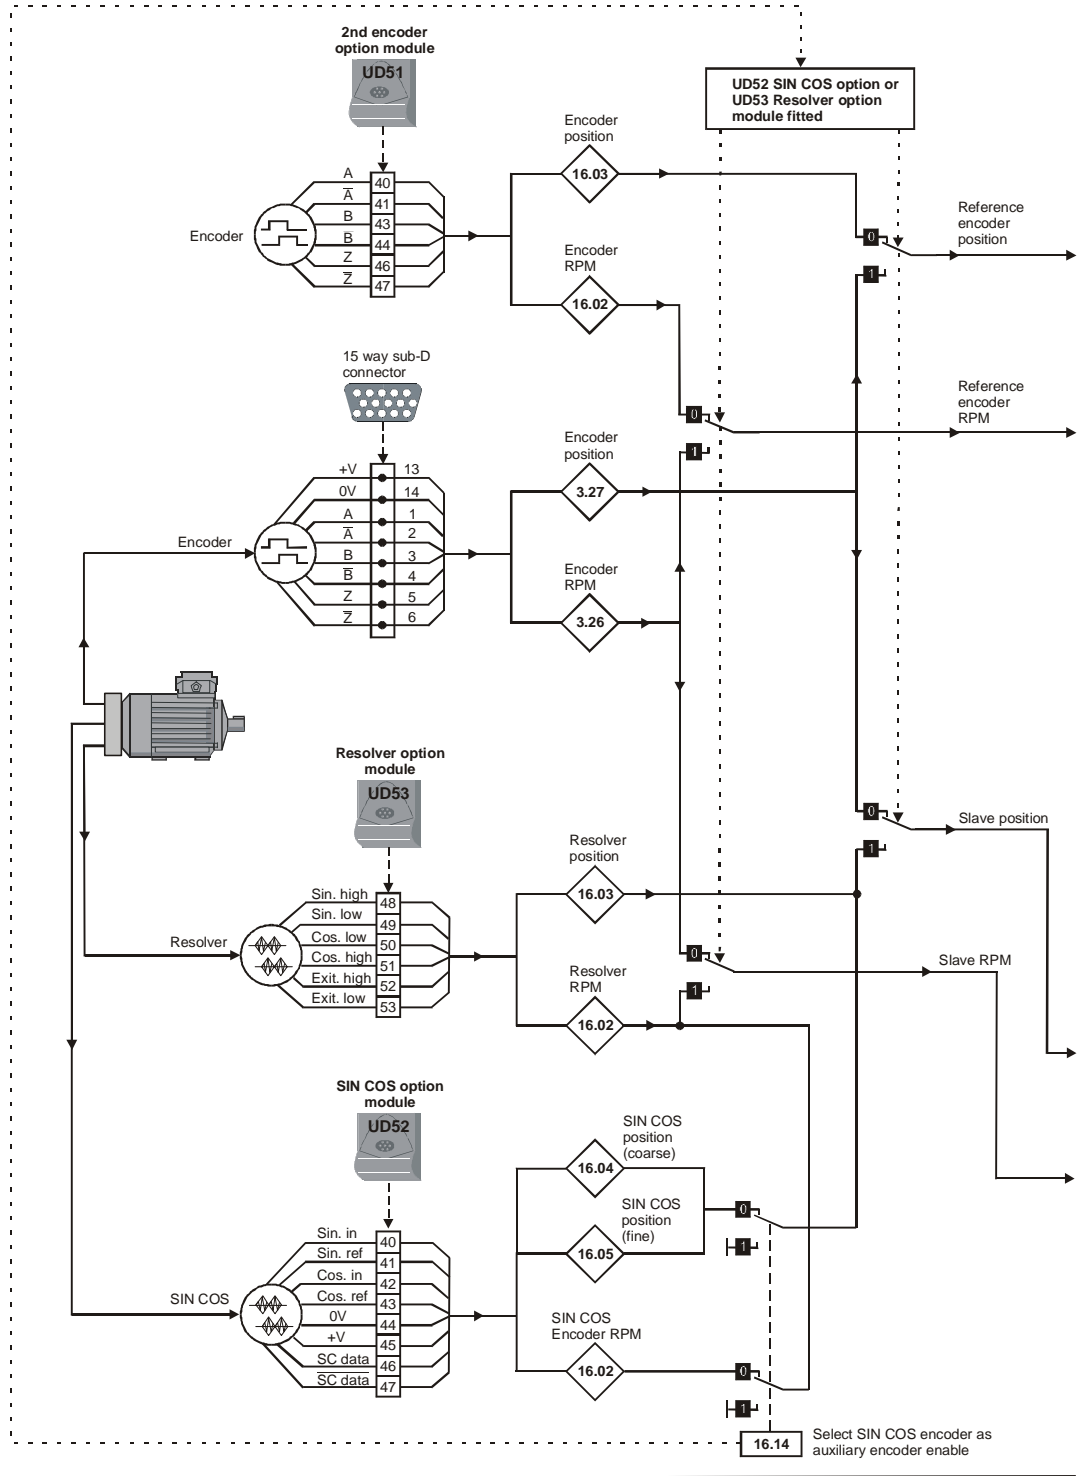 2nd encoder
option module
UD51
UD52 SIN COS option or
UD53 Resolver option
module fitted
Encoder
position
16.03
A
40
A̅
41
B
43
B̅
44
Z
46
Z̅
47
Encoder
Encoder
RPM
16.02
0
1
Reference
encoder
position
15 way sub-D
connector
Reference
encoder
RPM
0
1
Encoder
position
3.27
+V
13
0V
14
A
1
A̅
2
B
3
B̅
4
Z
5
Z̅
6
Encoder
Encoder
RPM
3.26
Resolver option
module
UD53
0
1
Slave position
Resolver
position
16.03
Sin. high
48
Sin. low
49
Cos. low
50
Cos. high
51
Exit. high
52
Exit. low
53
Resolver
Resolver
RPM
16.02
0
1
Slave RPM
SIN COS option
module
UD52
SIN COS
position
(coarse)
16.04
SIN COS
position
(fine)
16.05
0
1
Sin. in
40
Sin. ref
41
Cos. in
42
Cos. ref
43
0V
44
+V
45
SC data
46
S̅C̅ ̅d̅a̅t̅a̅
47
SIN COS
SIN COS
Encoder RPM
16.02
0
1
16.14
Select SIN COS encoder as
auxiliary encoder enable